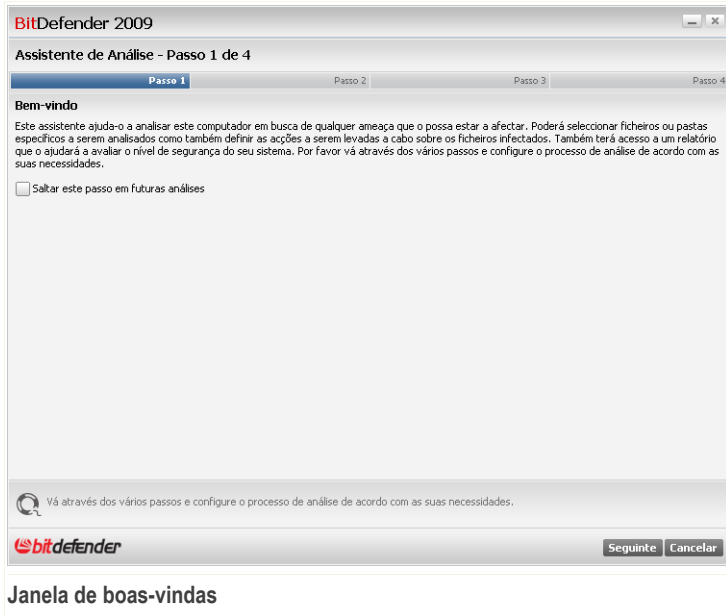 BitDefender 2009
Assistente de Análise - Passo 1 de 4
Passo 1 Passo 2 Passo 3 Passo 4
Bem-vindo
Este assistente ajuda-o a analisar este computador em busca de qualquer ameaça que o possa estar a afectar. Poderá seleccionar ficheiros ou pastas
específicos a serem analisados como também definir as acções a serem levadas a cabo sobre os ficheiros infectados. Também terá acesso a um relatório
que o ajudará a avaliar o nível de segurança do seu sistema. Por favor vá através dos vários passos e configure o processo de análise de acordo com as
suas necessidades.
Saltar este passo em futuras análises
Vá através dos vários passos e configure o processo de análise de acordo com as suas necessidades.
bitdefender
Seguinte Cancelar
Janela de boas-vindas